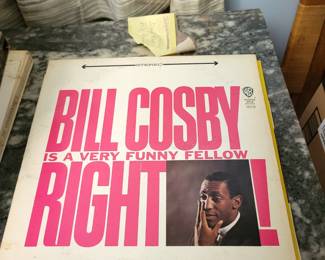 STEREO
BILL COSBY
IS A VERY FUNNY FELLOW
RIGHT!